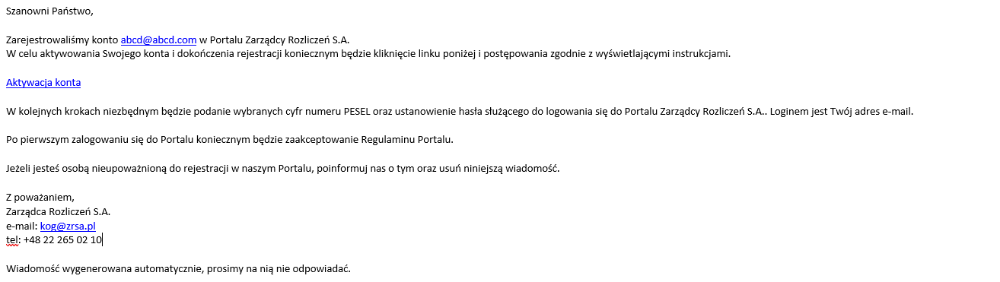 Szanowni Państwo,
Zarejestrowaliśmy konto abcd@abcd.com w Portalu Zarządcy Rozliczeń S.A.
W celu aktywowania Swojego konta i dokończenia rejestracji koniecznym będzie kliknięcie linku poniżej i postępowania zgodnie z wyświetlającymi instrukcjami.
Aktywacja konta
W kolejnych krokach niezbędnym będzie podanie wybranych cyfr numeru PESEL oraz ustanowienie hasła służącego do logowania się do Portalu Zarządcy Rozliczeń S.A.. Loginem jest Twój adres e-mail.
Po pierwszym zalogowaniu się do Portalu koniecznym będzie zaakceptowanie Regulaminu Portalu.
Jeżeli jesteś osobą nieupoważnioną do rejestracji w naszym Portalu, poinformuj nas o tym oraz usuń niniejszą wiadomość.
Z poważaniem,
Zarządca Rozliczeń S.A.
e-mail: kog@zrsa.pl
tel: +48 22 265 02 10
Wiadomość wygenerowana automatycznie, prosimy na nią nie odpowiadać.